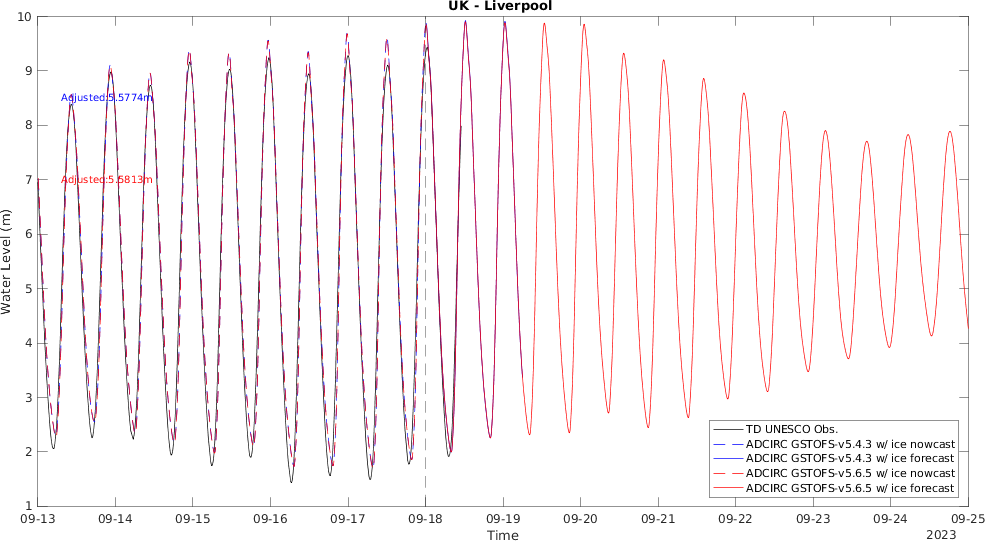 UK - Liverpool
10
9
8
7
6
5
4
3
2
1
Water Level (m)
Adjusted:5.5774m
Adjusted:5.5813m
TD UNESCO Obs.
ADCIRC GSTOFS-v5.4.3 w/ ice nowcast
ADCIRC GSTOFS-v5.4.3 w/ ice forecast
ADCIRC GSTOFS-v5.6.5 w/ ice nowcast
ADCIRC GSTOFS-v5.6.5 w/ ice forecast
09-13 09-14 09-15 09-16 09-17 09-18 09-19 09-20 09-21 09-22 09-23 09-24 09-25
Time
2023